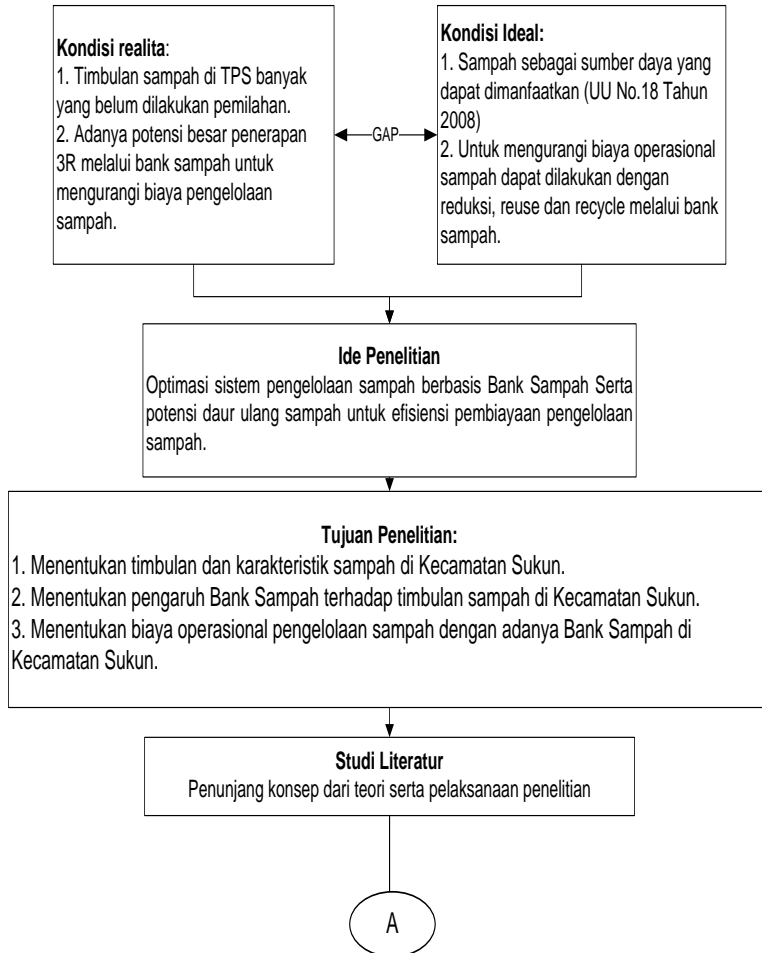 Kondisi realita:
1. Timbulan sampah di TPS banyak
yang belum dilakukan pemilahan.
2. Adanya potensi besar penerapan
3R melalui bank sampah untuk
mengurangi biaya pengelolaan
sampah.
GAP
Kondisi Ideal:
1. Sampah sebagai sumber daya yang
dapat dimanfaatkan (UU No.18 Tahun
2008)
2. Untuk mengurangi biaya operasional
sampah dapat dilakukan dengan
reduksi, reuse dan recycle melalui bank
sampah.
Ide Penelitian
Optimasi sistem pengelolaan sampah berbasis Bank Sampah Serta
potensi daur ulang sampah untuk efisiensi pembiayaan pengelolaan
sampah.
Tujuan Penelitian:
1. Menentukan timbulan dan karakteristik sampah di Kecamatan Sukun.
2. Menentukan pengaruh Bank Sampah terhadap timbulan sampah di Kecamatan Sukun.
3. Menentukan biaya operasional pengelolaan sampah dengan adanya Bank Sampah di
Kecamatan Sukun.
Studi Literatur
Penunjang konsep dari teori serta pelaksanaan penelitian
A